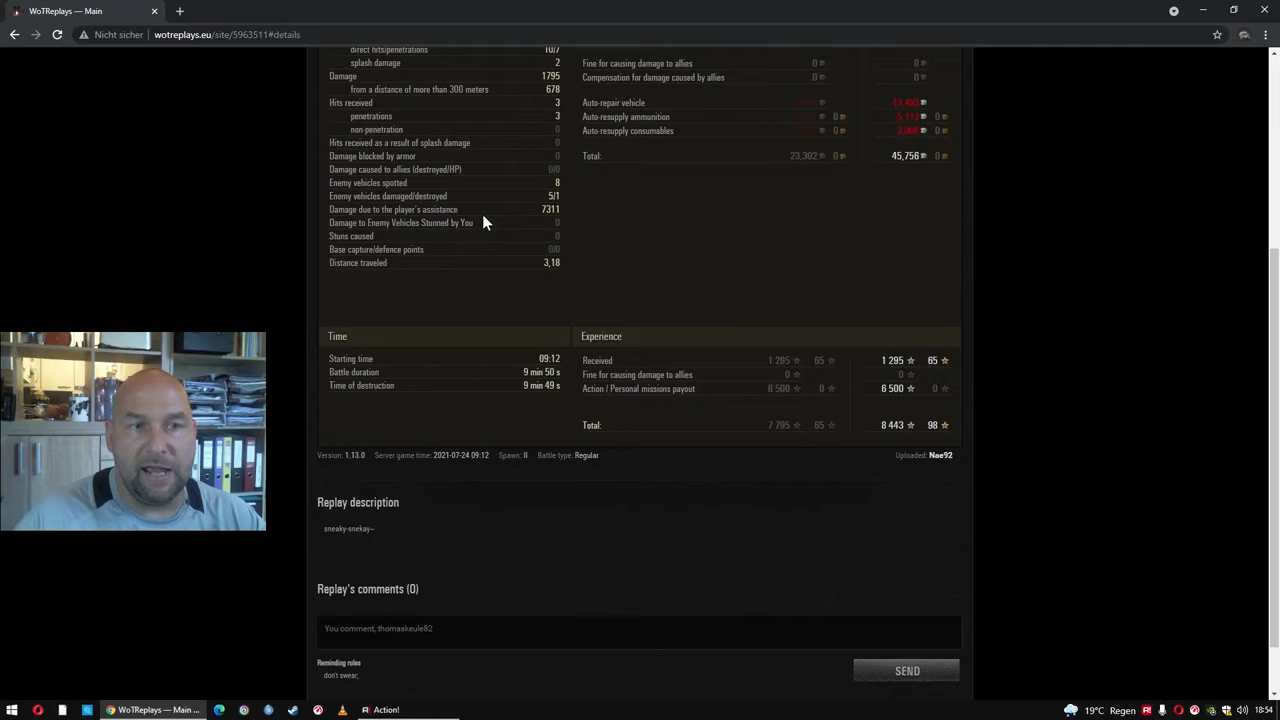 WoTReplays
Nicht sicher | wotreplays.eu/site/5963511#details
direct hits/penetrations 10/7
splash damage 2
Damage 1795
from a distance of more than 300 meters 678
Hits received 3
penetrations 3
non-penetration 0
Hits received as a result of splash damage 0
Damage blocked by armor 0
Damage caused to allies (destroyed/HP) 0/0
Enemy vehicles spotted 8
Enemy vehicles damaged/destroyed 5/1
Damage due to the player's assistance 7311
Damage to Enemy Vehicles Stunned by You 0
Stuns caused 0
Base capture/defence points 0/0
Distance traveled 3,18
Fine for causing damage to allies 0 0
Compensation for damage caused by allies 0 0
Auto-repair vehicle
Auto-resupply ammunition 0 0
Auto-resupply consumables 0 0
Total: 23,302 0 45,756 0
Time
Starting time 09:12
Battle duration 9 min 50 s
Time of destruction 9 min 49 s
Experience
Received 1 295 65 1 295 65
Fine for causing damage to allies 0 0
Action / Personal missions payout 6 500 0 6 500 0
Total: 7 795 65 8 443 98
Version: 1.13.0 Server game time: 2021-07-24 09:12 Spawn: II Battle type: Regular Uploaded: Nae92
Replay description
sneaky-snekay~
Replay's comments (0)
You comment, thomaskeule82
Reminding rules
don't swear;
SEND
WoTReplays — Main ...
Action!
19°C Regen
18:54